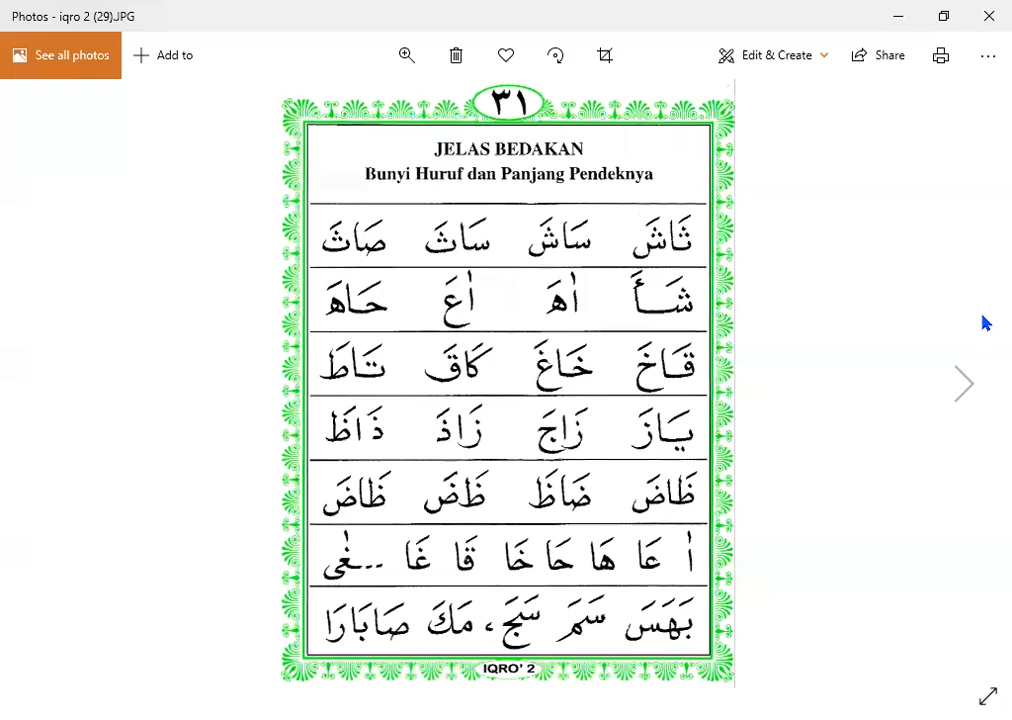 Photos - iqro 2 (29).JPG
See all photos
Add to
Edit & Create
Share
٣١
JELAS BEDAKAN
Bunyi Huruf dan Panjang Pendeknya
ثَاشَ سَاشَ سَاثَ صَاثَ
شَـأَ اٰهَ اٰعَ حَاهَ
قَاخَ خَاغَ كَاقَ تَاطَ
يَازَ زَاجَ زَاذَ ذَاظَ
ظَاضَ ضَاظَ ظَضَ ظَاضَ
اٰ عَا هَا حَا خَا قَا غَا ...غٰى
بَهَسَ سَمَ سَجَ، مَكَ صَابَارَا
IQRO' 2